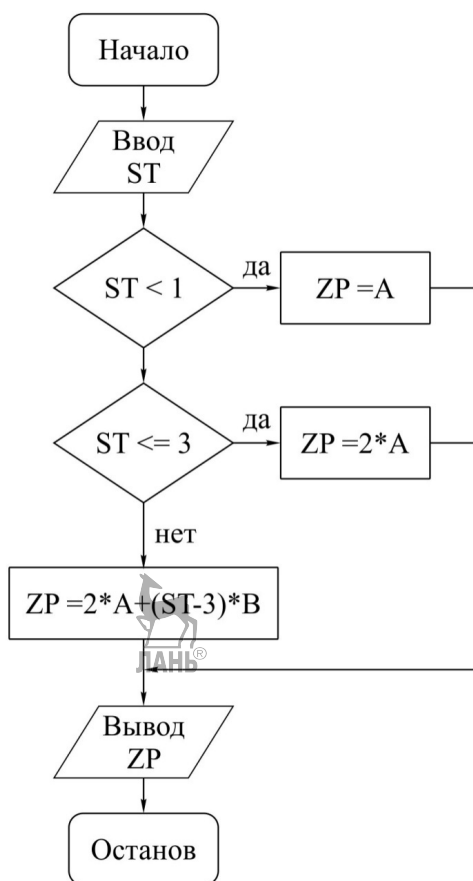 Начало
Ввод
ST
ST < 1
да
ZP =A
ST <= 3
да
ZP =2*A
нет
ZP =2*A+(ST-3)*B
ЛАНЬ®
Вывод
ZP
Останов